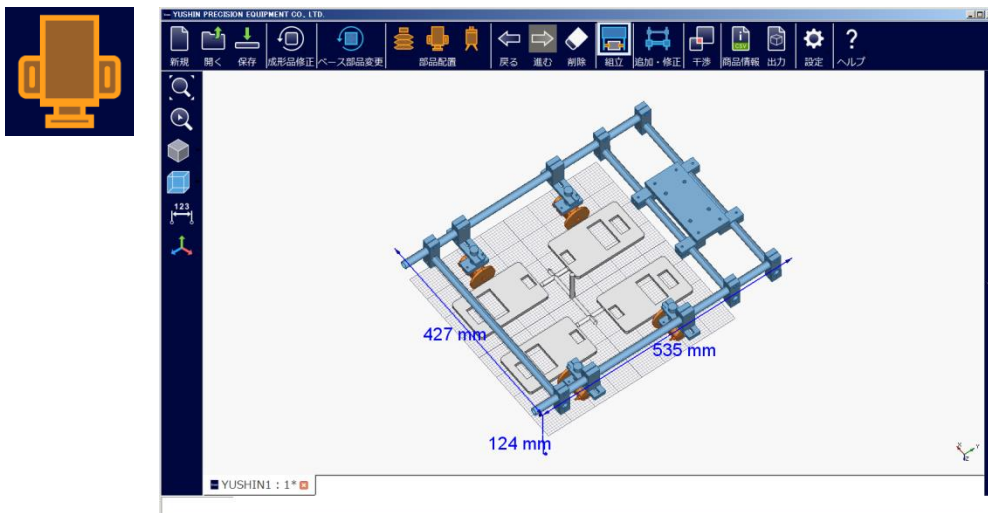 YUSHIN PRECISION EQUIPMENT CO., LTD.
新規 開く 保存 成形品修正 ベース部品変更 部品配置 戻る 進む 削除 組立 追加・修正 干渉 商品情報 出力 設定 ヘルプ
i
CSV
?
123
427 mm
535 mm
124 mm
X Y
Z
YUSHIN1 : 1*